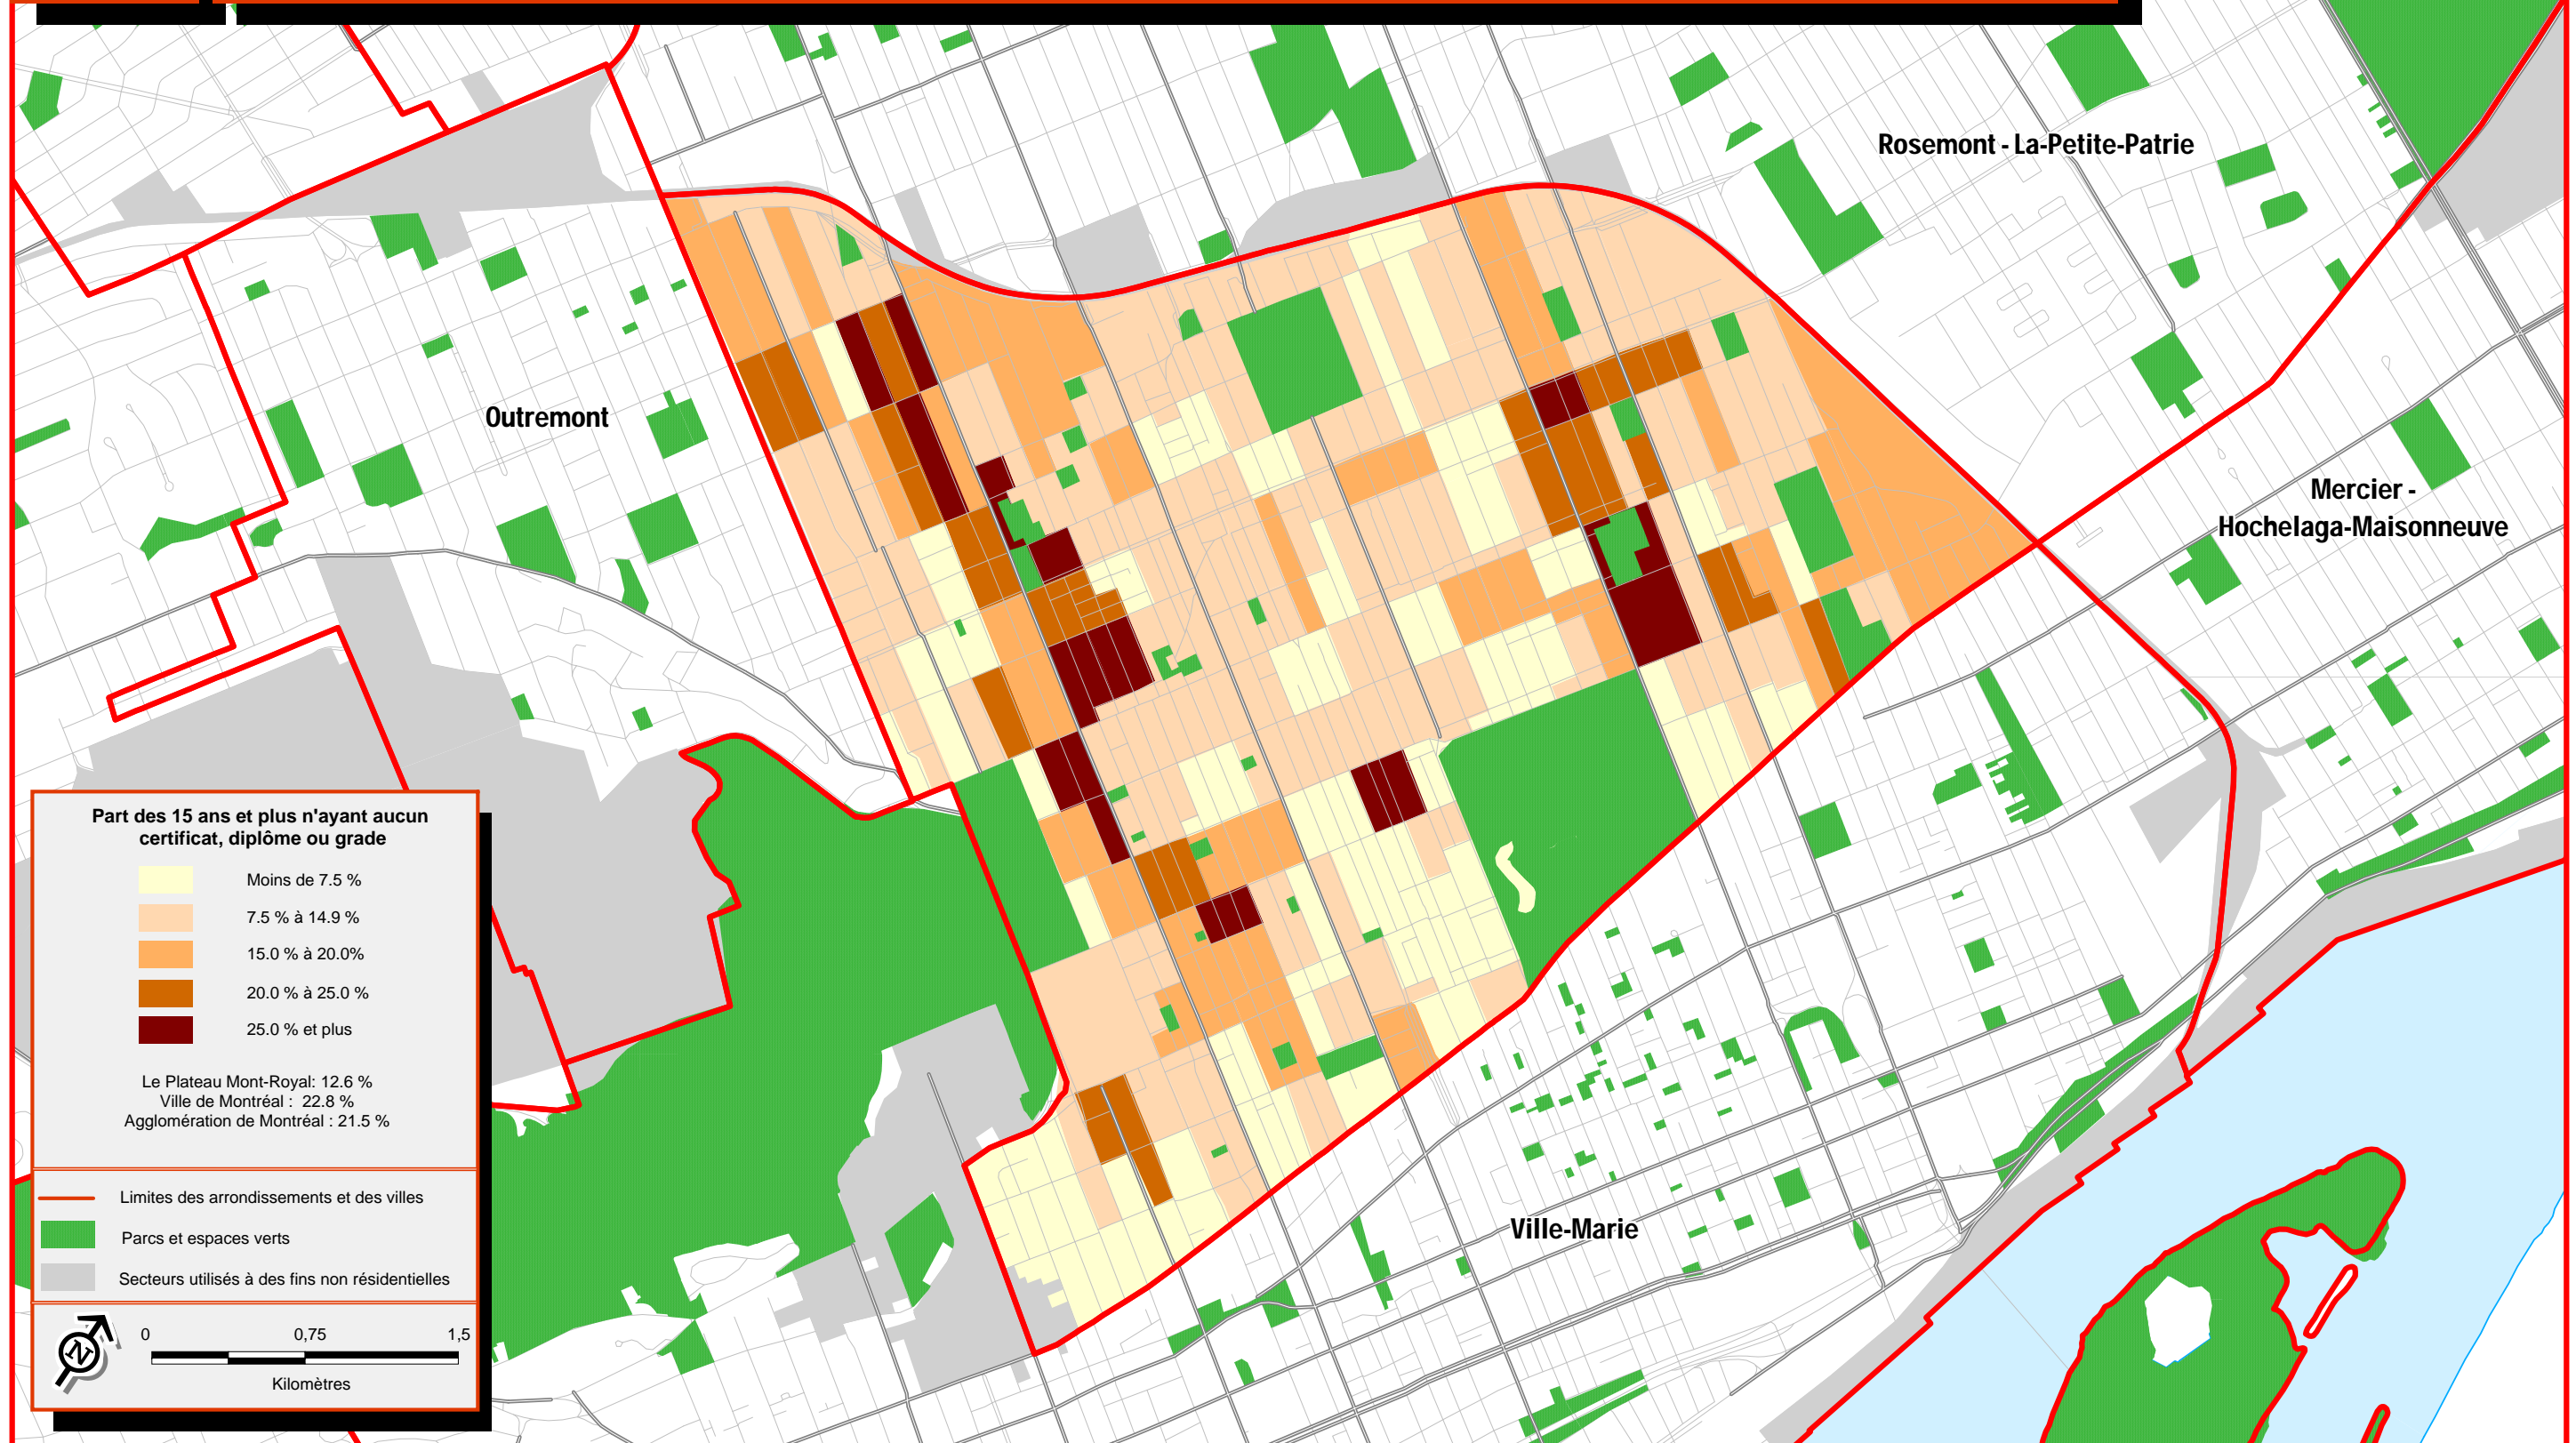 Rosemont - La-Petite-Patrie
Outremont
Mercier -
Hochelaga-Maisonneuve
Ville-Marie
Part des 15 ans et plus n'ayant aucun
certificat, diplôme ou grade
Moins de 7.5 %
7.5 % à 14.9 %
15.0 % à 20.0%
20.0 % à 25.0 %
25.0 % et plus
Le Plateau Mont-Royal: 12.6 %
Ville de Montréal : 22.8 %
Agglomération de Montréal : 21.5 %
Limites des arrondissements et des villes
Parcs et espaces verts
Secteurs utilisés à des fins non résidentielles
N
0 0,75 1,5
Kilomètres